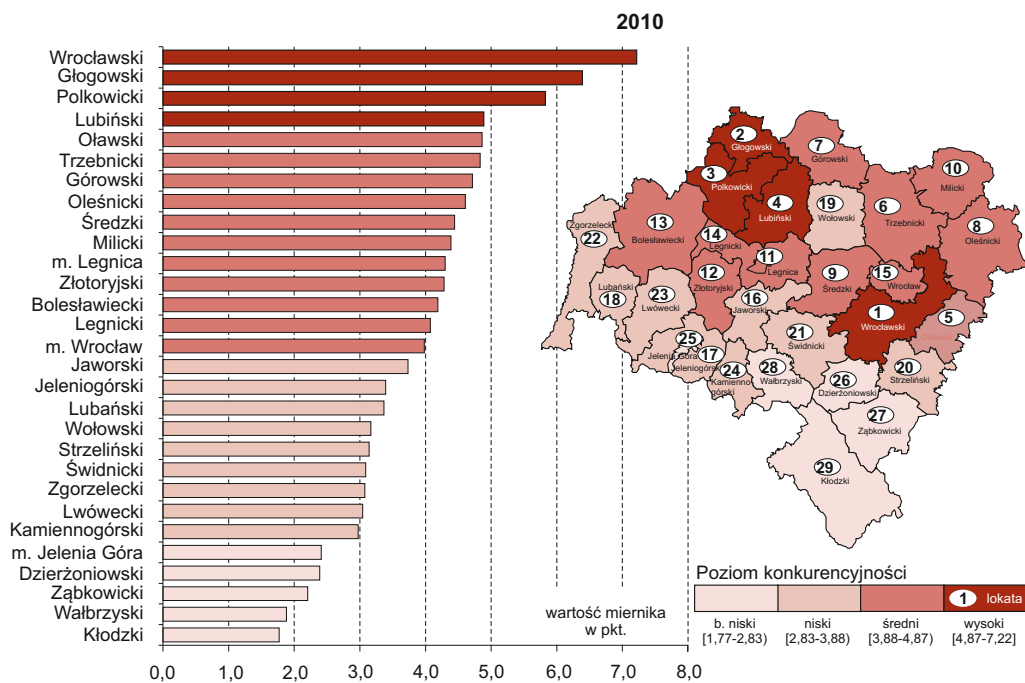 2010
Wrocławski
Głogowski
Polkowicki
Lubiński
Oławski
Trzebnicki
Górowski
Oleśnicki
Średzki
Milicki
m. Legnica
Złotoryjski
Bolesławiecki
Legnicki
m. Wrocław
Jaworski
Jeleniogórski
Lubański
Wołowski
Strzeliński
Świdnicki
Zgorzelecki
Lwówecki
Kamiennogórski
m. Jelenia Góra
Dzierżoniowski
Ząbkowicki
Wałbrzyski
Kłodzki
0,0 1,0 2,0 3,0 4,0 5,0 6,0 7,0 8,0
wartość miernika
w pkt.
2
Głogowski
7
Górowski
10
Milicki
3
Polkowicki
4
Lubiński
19
Wołowski
6
Trzebnicki
8
Oleśnicki
Zgorzelecki
22
13
Bolesławiecki
14
Legnicki
11
Legnica
12
Złotoryjski
9
Średzki
15
Wrocław
Lubański
18
23
Lwówecki
16
Jaworski
1
Wrocławski
5
21
Świdnicki
25
Jelenia Góra
17
Jeleniogórski
24
Kamienno-
górski
28
Wałbrzyski
26
Dzierżoniowski
20
Strzeliński
27
Ząbkowicki
29
Kłodzki
Poziom konkurencyjności
1 lokata
b. niski niski średni wysoki
[1,77-2,83) [2,83-3,88) [3,88-4,87) [4,87-7,22]